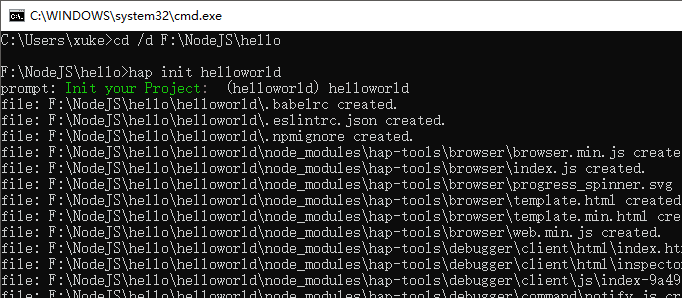 C:\WINDOWS\system32\cmd.exe
C:\Users\xuke>cd /d F:\NodeJS\hello
F:\NodeJS\hello>hap init helloworld
prompt: Init your Project:  (helloworld) helloworld
file: F:\NodeJS\hello\helloworld\.babelrc created.
file: F:\NodeJS\hello\helloworld\.eslintrc.json created.
file: F:\NodeJS\hello\helloworld\.npmignore created.
file: F:\NodeJS\hello\helloworld\node_modules\hap-tools\browser\browser.min.js create
file: F:\NodeJS\hello\helloworld\node_modules\hap-tools\browser\index.js created.
file: F:\NodeJS\hello\helloworld\node_modules\hap-tools\browser\progress_spinner.svg
file: F:\NodeJS\hello\helloworld\node_modules\hap-tools\browser\template.html created
file: F:\NodeJS\hello\helloworld\node_modules\hap-tools\browser\template.min.html cre
file: F:\NodeJS\hello\helloworld\node_modules\hap-tools\browser\web.min.js created.
file: F:\NodeJS\hello\helloworld\node_modules\hap-tools\debugger\client\html\index.ht
file: F:\NodeJS\hello\helloworld\node_modules\hap-tools\debugger\client\html\inspecto
file: F:\NodeJS\hello\helloworld\node_modules\hap-tools\debugger\client\js\index-9a49
file: F:\NodeJS\hello\helloworld\node_modules\hap-tools\debugger\command\notify.js cr